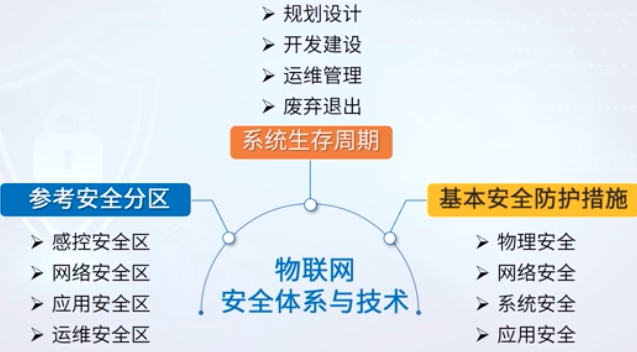 规划设计
开发建设
运维管理
废弃退出
系统生存周期
参考安全分区
感控安全区
网络安全区
应用安全区
运维安全区
物联网
安全体系与技术
基本安全防护措施
物理安全
网络安全
系统安全
应用安全